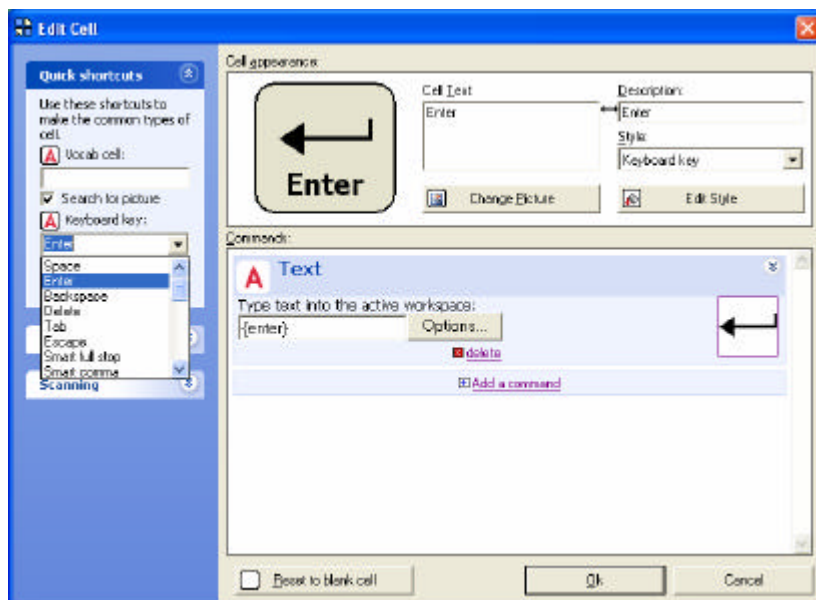 Edit Cell
Quick shortcuts
Use these shortcuts to
make the common types of
cell.
A Vocab cell:
Search for picture
A Keyboard key:
Enter
Space
Enter
Backspace
Delete
Tab
Escape
Smart full stop
Smart comma
Scanning
Cell appearance:
Enter
Cell Text
Enter
Description:
Enter
Style:
Keyboard key
Change Picture
Edit Style
Commands:
A Text
Type text into the active workspace:
{enter}
Options...
delete
Add a command
Reset to blank cell
Ok
Cancel